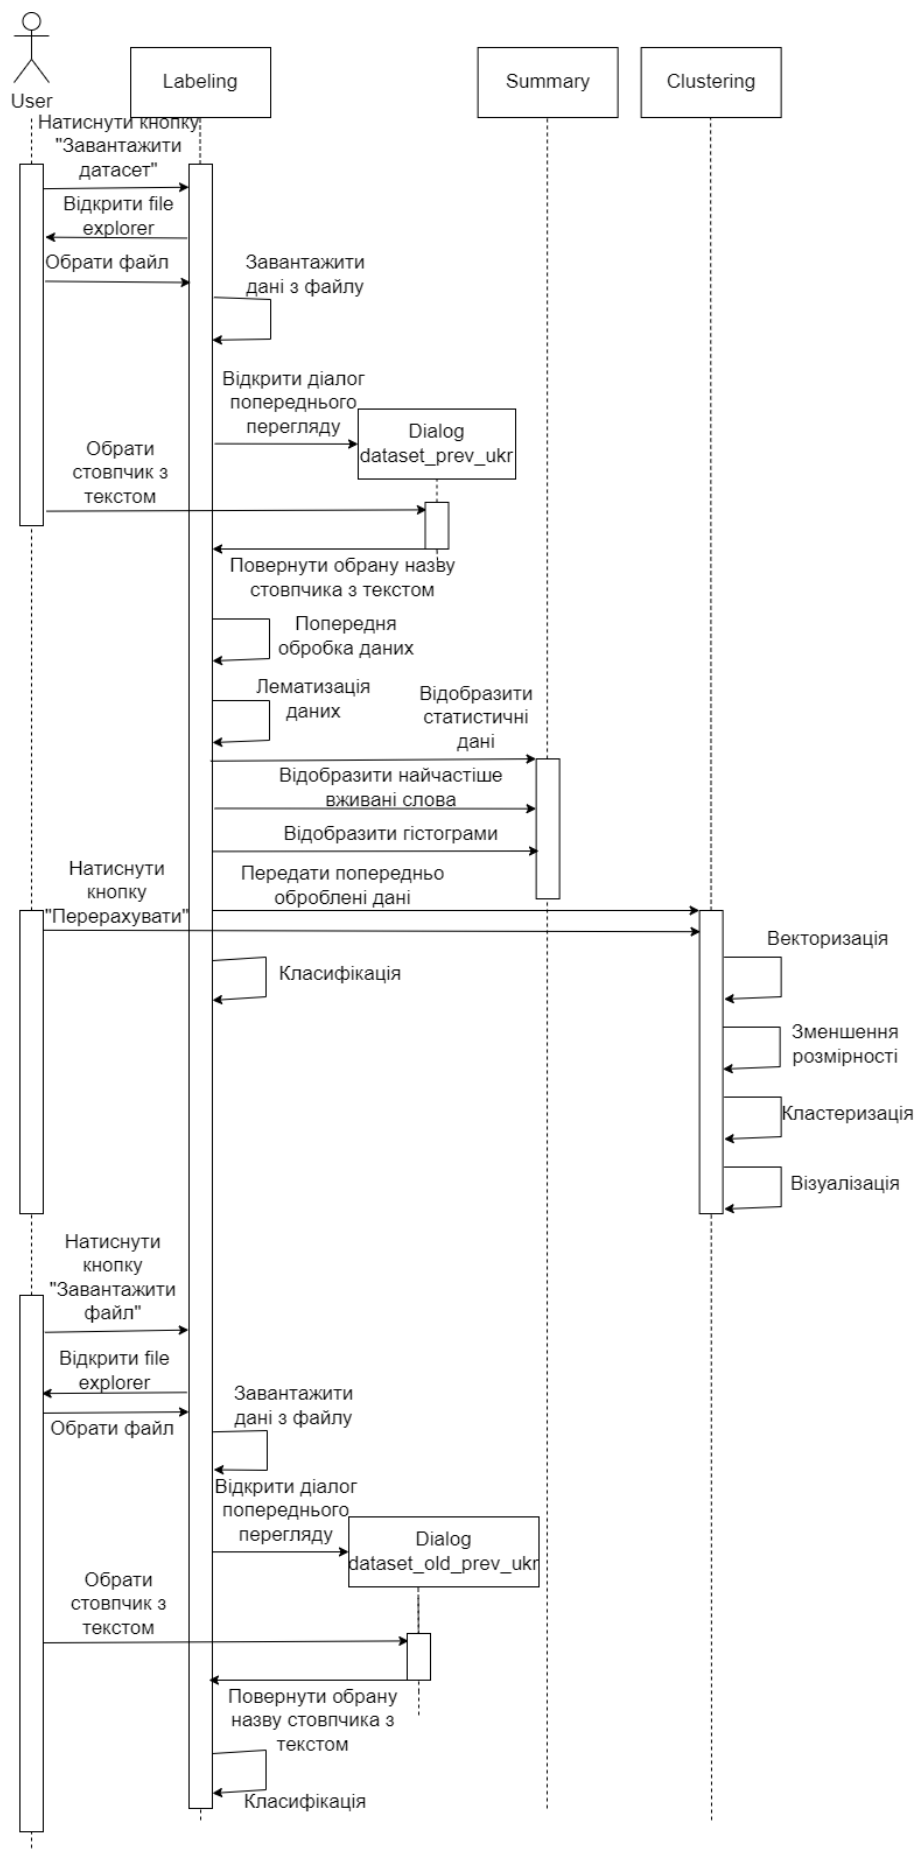 User
Labeling
Summary
Clustering
Натиснути кнопку
"Завантажити
датасет"
Відкрити file
explorer
Обрати файл
Завантажити
дані з файлу
Відкрити діалог
попереднього
перегляду
Dialog
dataset_prev_ukr
Обрати
стовпчик з
текстом
Повернути обрану назву
стовпчика з текстом
Попередня
обробка даних
Лематизація
даних
Відобразити
статистичні
дані
Відобразити найчастіше
вживані слова
Відобразити гістограми
Передати попередньо
оброблені дані
Натиснути
кнопку
"Перерахувати"
Векторизація
Класифікація
Зменшення
розмірності
Кластеризація
Візуалізація
Натиснути
кнопку
"Завантажити
файл"
Відкрити file
explorer
Обрати файл
Завантажити
дані з файлу
Відкрити діалог
попереднього
перегляду
Dialog
dataset_old_prev_ukr
Обрати
стовпчик з
текстом
Повернути обрану
назву стовпчика з
текстом
Класифікація